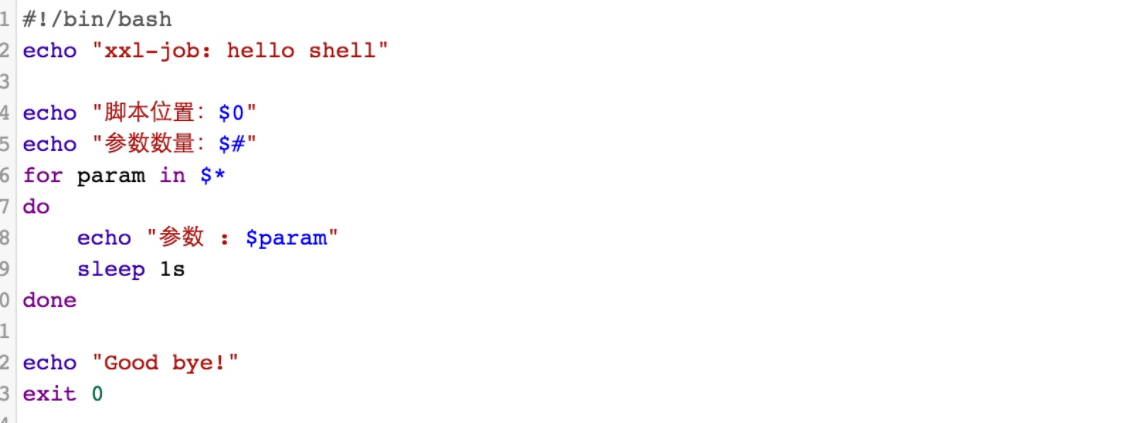 1 #!/bin/bash
2 echo "xxl-job: hello shell"
3
4 echo "脚本位置：$0"
5 echo "参数数量：$#"
6 for param in $*
7 do
8     echo "参数 : $param"
9     sleep 1s
0 done
1
2 echo "Good bye!"
3 exit 0